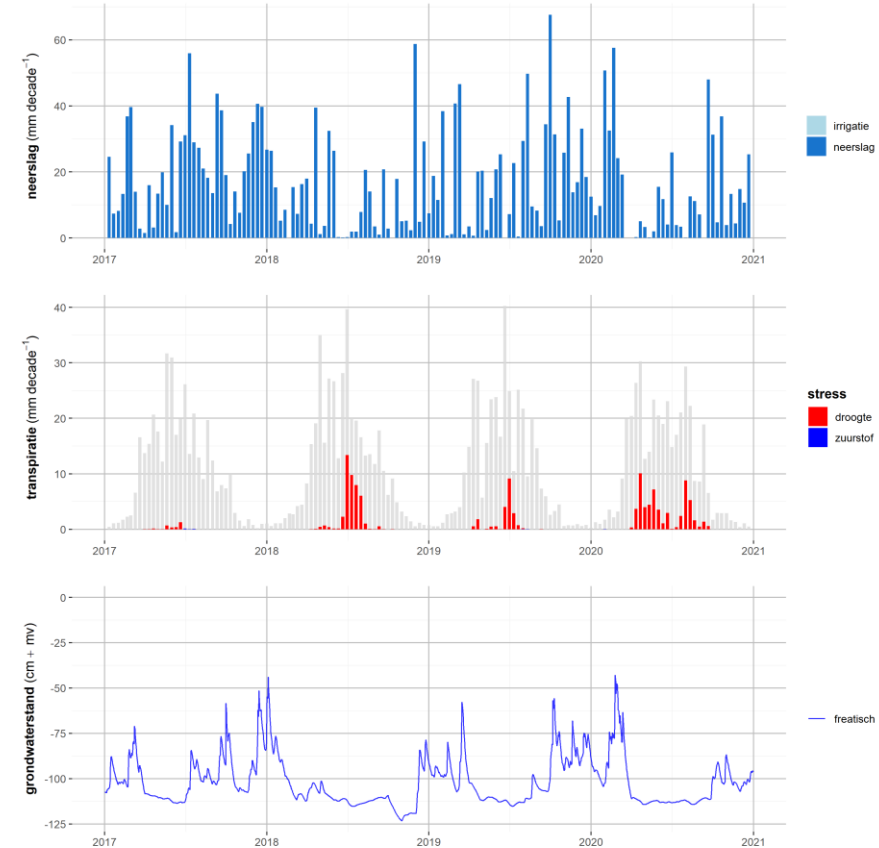 neerslag (mm decade⁻¹)
60
40
20
0
2017 2018 2019 2020 2021
irrigatie
neerslag
transpiratie (mm decade⁻¹)
40
30
20
10
0
2017 2018 2019 2020 2021
stress
droogte
zuurstof
grondwaterstand (cm + mv)
0
-25
-50
-75
-100
-125
2017 2018 2019 2020 2021
freatisch